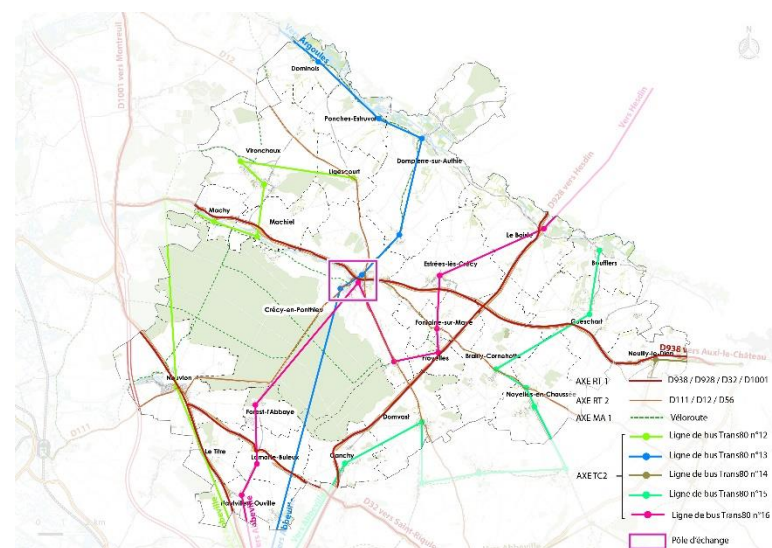 Vers Argoules
D12
D1001 vers Montreuil
N
Dominois
Ponches-Estruval
Dompierre-sur-Authie
Vers Hesdin
D928 vers Hesdin
Vironchaux
Ligescourt
Machy
Machiel
Le Boisle
Estrées-lès-Crécy
Boufflers
Crécy-en-Ponthieu
Fontaine-sur-Maye
Gueschart
Froyelles
Brailly-Cornehotte
Neuilly-le-Dien
D938 vers Auxi-le-Château
Noyelles-en-Chaussée
Nouvion
D111
Forest-l'Abbaye
Domvast
Le Titre
Lamotte-Buleux
Canchy
Hautvillers-Ouville
D32 vers Saint-Riquier
AXE RT 1
D938 / D928 / D32 / D1001
AXE RT 2
D111 / D12 / D56
AXE MA 1
Véloroute
AXE TC2
Ligne de bus Trans80 n°12
Ligne de bus Trans80 n°13
Ligne de bus Trans80 n°14
Ligne de bus Trans80 n°15
Ligne de bus Trans80 n°16
Pôle d'échange